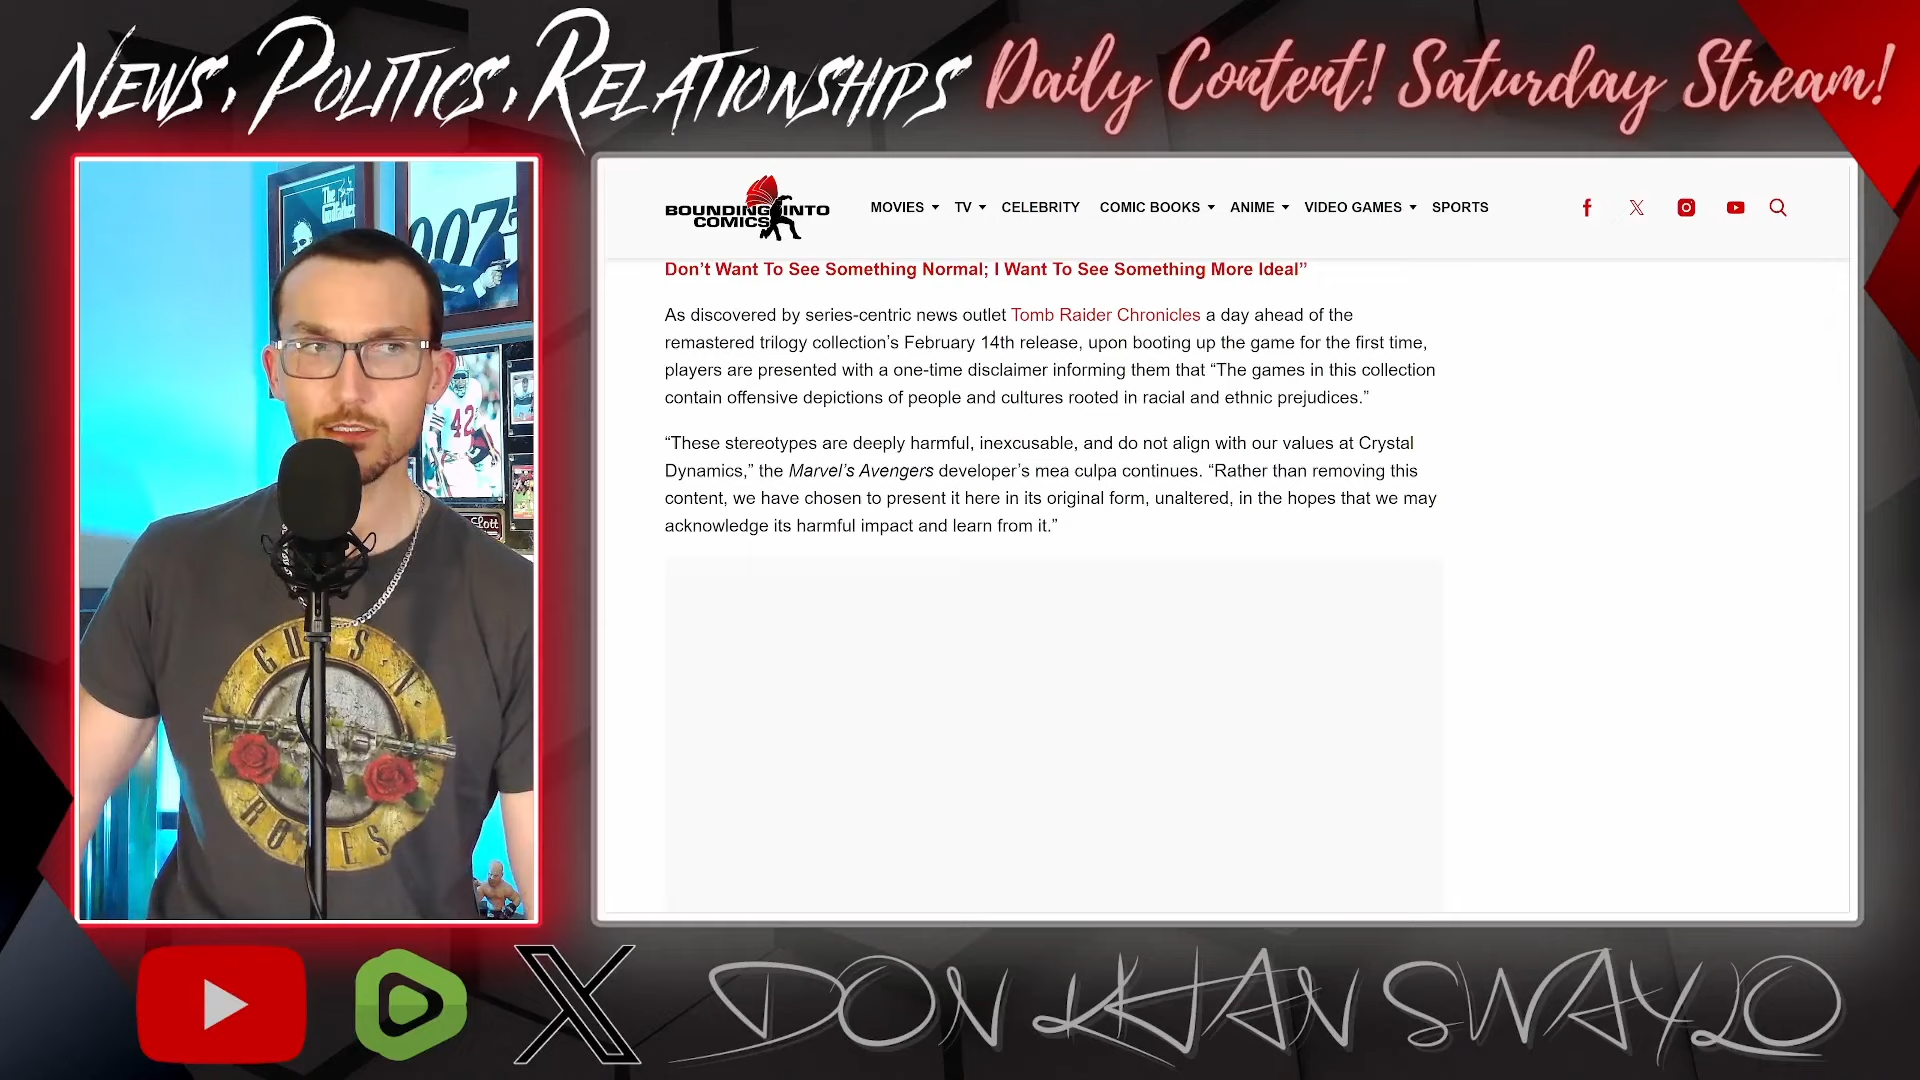 NEWS, POLITICS, RELATIONSHIPS
Daily Content! Saturday Stream!
The Godfather
007
42
Lott
GUNS N'
ROSES
BOUNDING INTO
COMICS
MOVIES
TV
CELEBRITY
COMIC BOOKS
ANIME
VIDEO GAMES
SPORTS
Don’t Want To See Something Normal; I Want To See Something More Ideal”
As discovered by series-centric news outlet Tomb Raider Chronicles a day ahead of the
remastered trilogy collection’s February 14th release, upon booting up the game for the first time,
players are presented with a one-time disclaimer informing them that “The games in this collection
contain offensive depictions of people and cultures rooted in racial and ethnic prejudices.”
“These stereotypes are deeply harmful, inexcusable, and do not align with our values at Crystal
Dynamics,” the Marvel’s Avengers developer’s mea culpa continues. “Rather than removing this
content, we have chosen to present it here in its original form, unaltered, in the hopes that we may
acknowledge its harmful impact and learn from it.”
DON KHAN SWAYLO